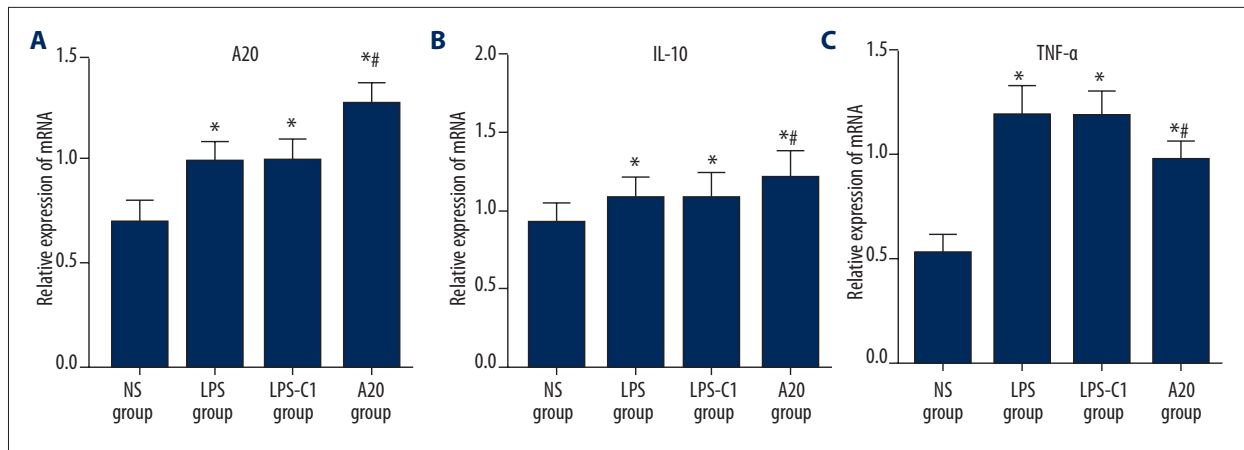 A
A20
Relative expression of mRNA
1.5
1.0
0.5
0.0
*
*
*#
NS
group
LPS
group
LPS-C1
group
A20
group
B
IL-10
Relative expression of mRNA
2.0
1.5
1.0
0.5
0.0
*
*
*#
NS
group
LPS
group
LPS-C1
group
A20
group
C
TNF-α
Relative expression of mRNA
1.5
1.0
0.5
0.0
*
*
*#
NS
group
LPS
group
LPS-C1
group
A20
group